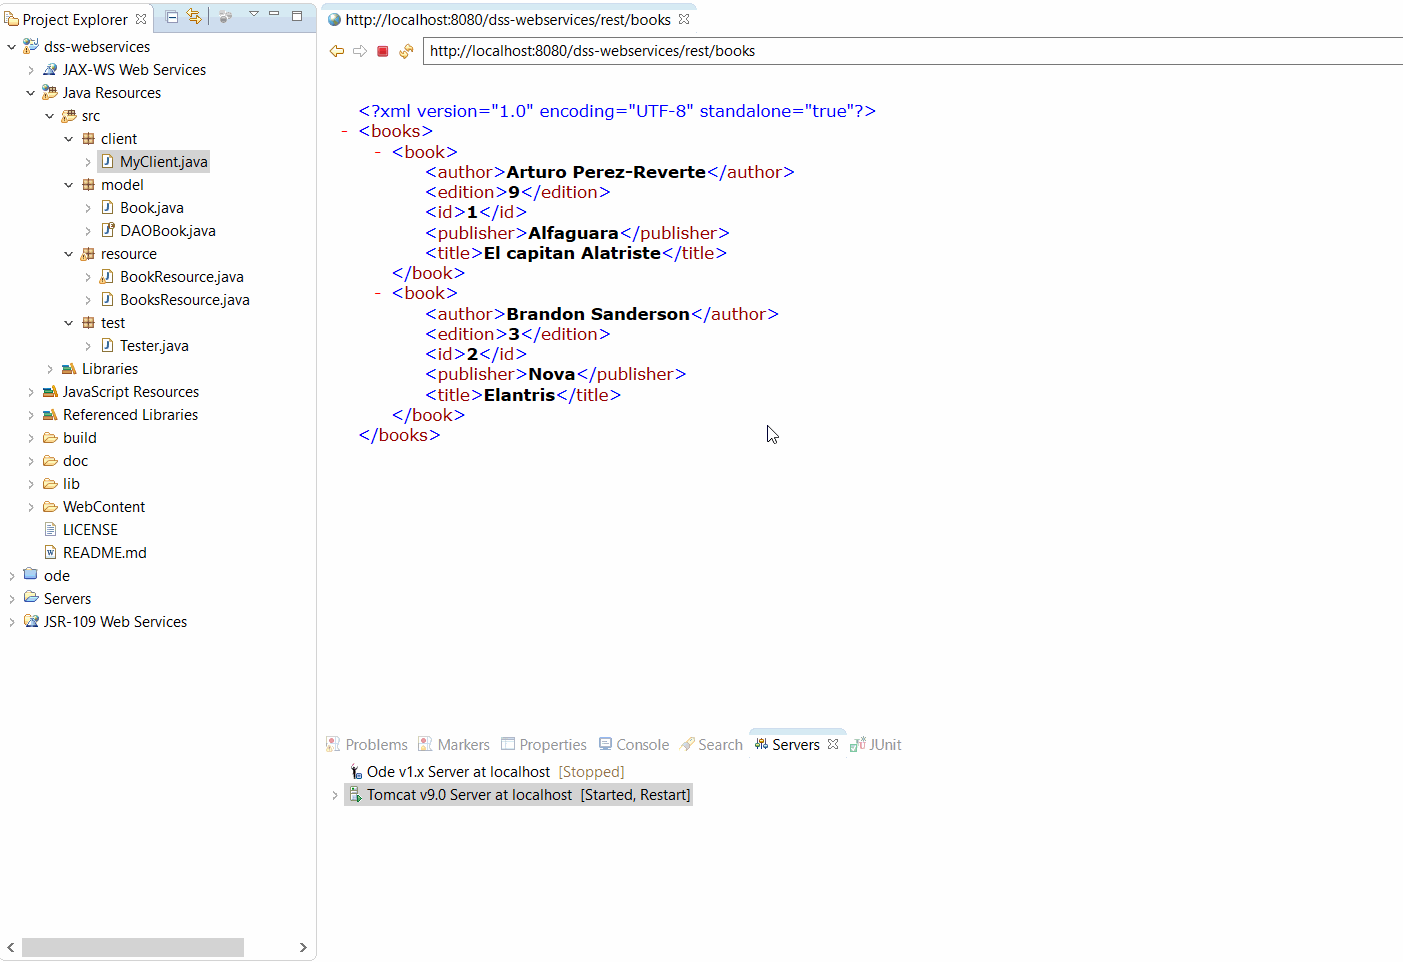 Project Explorer
dss-webservices
JAX-WS Web Services
Java Resources
src
client
MyClient.java
model
Book.java
DAOBook.java
resource
BookResource.java
BooksResource.java
test
Tester.java
Libraries
JavaScript Resources
Referenced Libraries
build
doc
lib
WebContent
LICENSE
README.md
ode
Servers
JSR-109 Web Services
http://localhost:8080/dss-webservices/rest/books
http://localhost:8080/dss-webservices/rest/books
<?xml version="1.0" encoding="UTF-8" standalone="true"?>
- <books>
- <book>
<author>Arturo Perez-Reverte</author>
<edition>9</edition>
<id>1</id>
<publisher>Alfaguara</publisher>
<title>El capitan Alatriste</title>
</book>
- <book>
<author>Brandon Sanderson</author>
<edition>3</edition>
<id>2</id>
<publisher>Nova</publisher>
<title>Elantris</title>
</book>
</books>
Problems Markers Properties Console Search Servers JUnit
Ode v1.x Server at localhost [Stopped]
Tomcat v9.0 Server at localhost [Started, Restart]